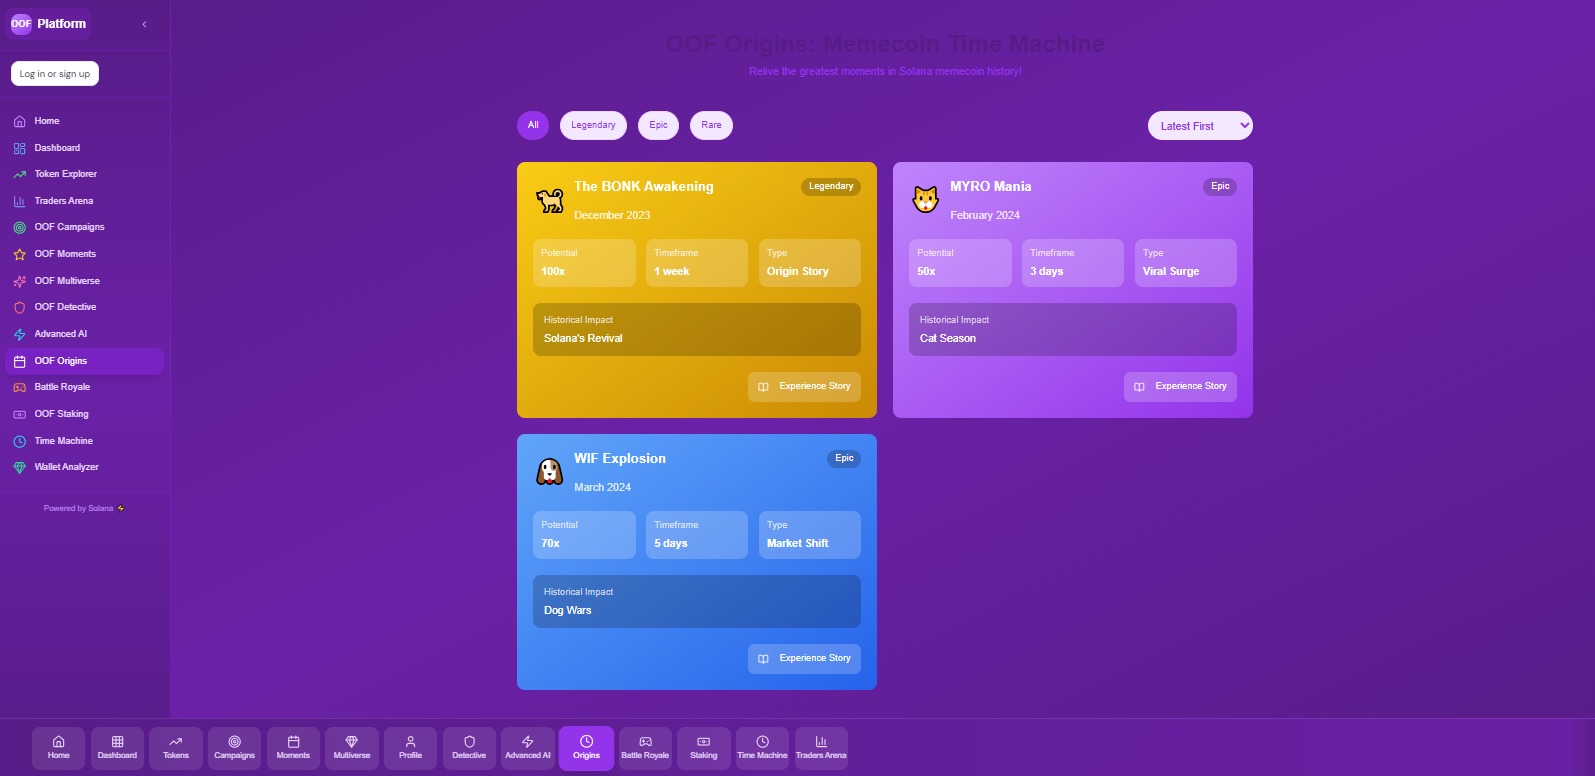 OOF Platform
Log in or sign up
Home
Dashboard
Token Explorer
Traders Arena
OOF Campaigns
OOF Moments
OOF Multiverse
OOF Detective
Advanced AI
OOF Origins
Battle Royale
OOF Staking
Time Machine
Wallet Analyzer
Powered by Solana
OOF Origins: Memecoin Time Machine
Relive the greatest moments in Solana memecoin history!
All Legendary Epic Rare Latest First
The BONK Awakening Legendary
December 2023
Potential Timeframe Type
100x 1 week Origin Story
Historical Impact
Solana's Revival
Experience Story
MYRO Mania Epic
February 2024
Potential Timeframe Type
50x 3 days Viral Surge
Historical Impact
Cat Season
Experience Story
WIF Explosion Epic
March 2024
Potential Timeframe Type
70x 5 days Market Shift
Historical Impact
Dog Wars
Experience Story
Home Dashboard Tokens Campaigns Moments Multiverse Profile Detective Advanced AI Origins Battle Royale Staking Time Machine Traders Arena